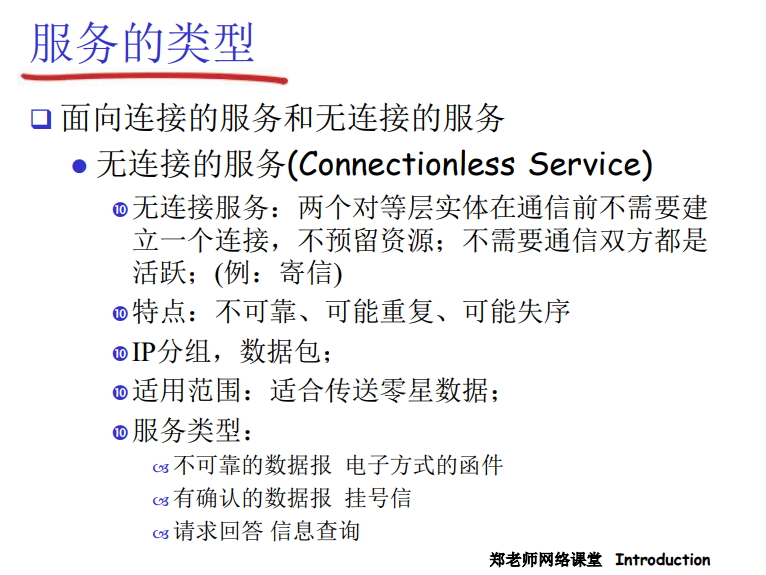 服务的类型
面向连接的服务和无连接的服务
无连接的服务(Connectionless Service)
无连接服务：两个对等层实体在通信前不需要建
立一个连接，不预留资源；不需要通信双方都是
活跃；(例：寄信)
特点：不可靠、可能重复、可能失序
IP分组，数据包；
适用范围：适合传送零星数据；
服务类型：
不可靠的数据报 电子方式的函件
有确认的数据报 挂号信
请求回答 信息查询
郑老师网络课堂 Introduction